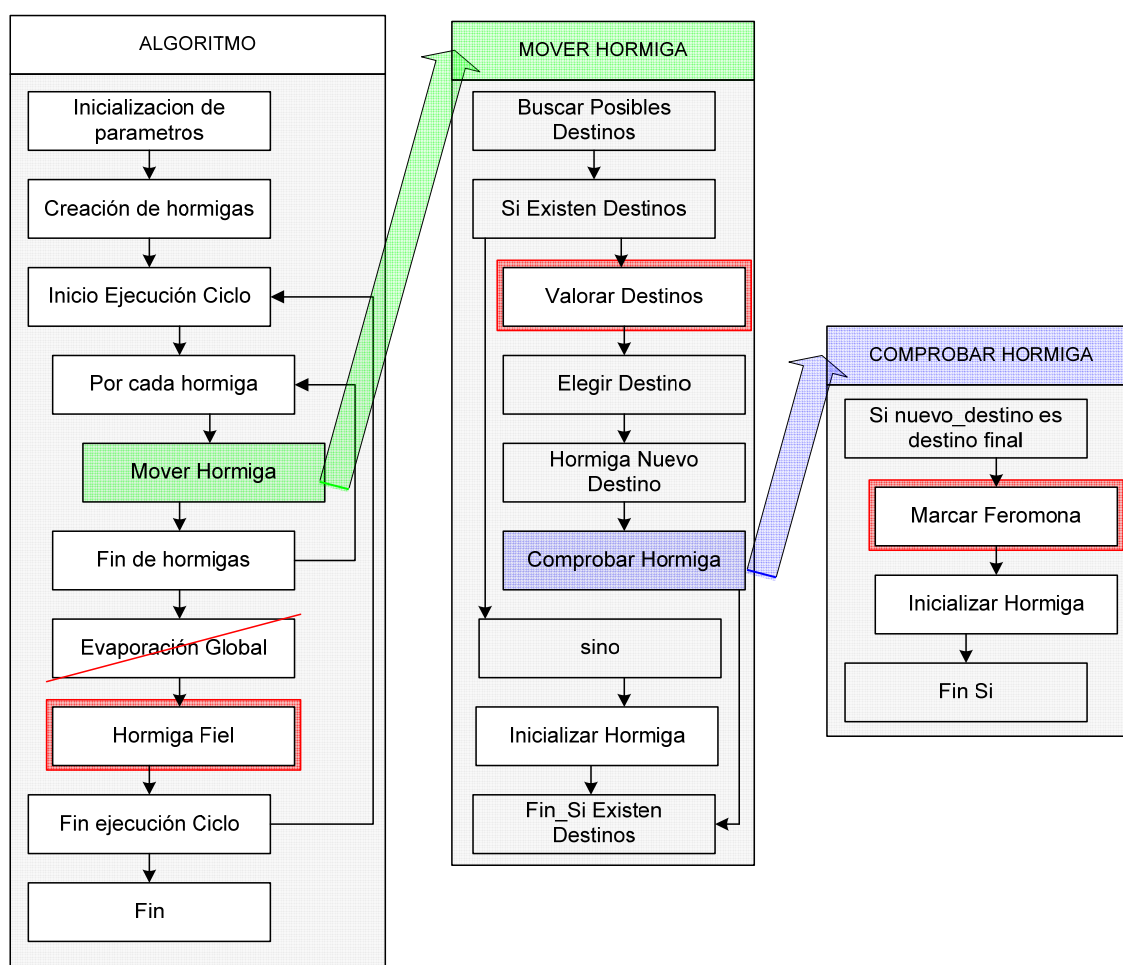 ALGORITMO
Inicializacion de
parametros
Creación de hormigas
Inicio Ejecución Ciclo
Por cada hormiga
Mover Hormiga
Fin de hormigas
Evaporación Global
Hormiga Fiel
Fin ejecución Ciclo
Fin
MOVER HORMIGA
Buscar Posibles
Destinos
Si Existen Destinos
Valorar Destinos
Elegir Destino
Hormiga Nuevo
Destino
Comprobar Hormiga
sino
Inicializar Hormiga
Fin_Si Existen
Destinos
COMPROBAR HORMIGA
Si nuevo_destino es
destino final
Marcar Feromona
Inicializar Hormiga
Fin Si